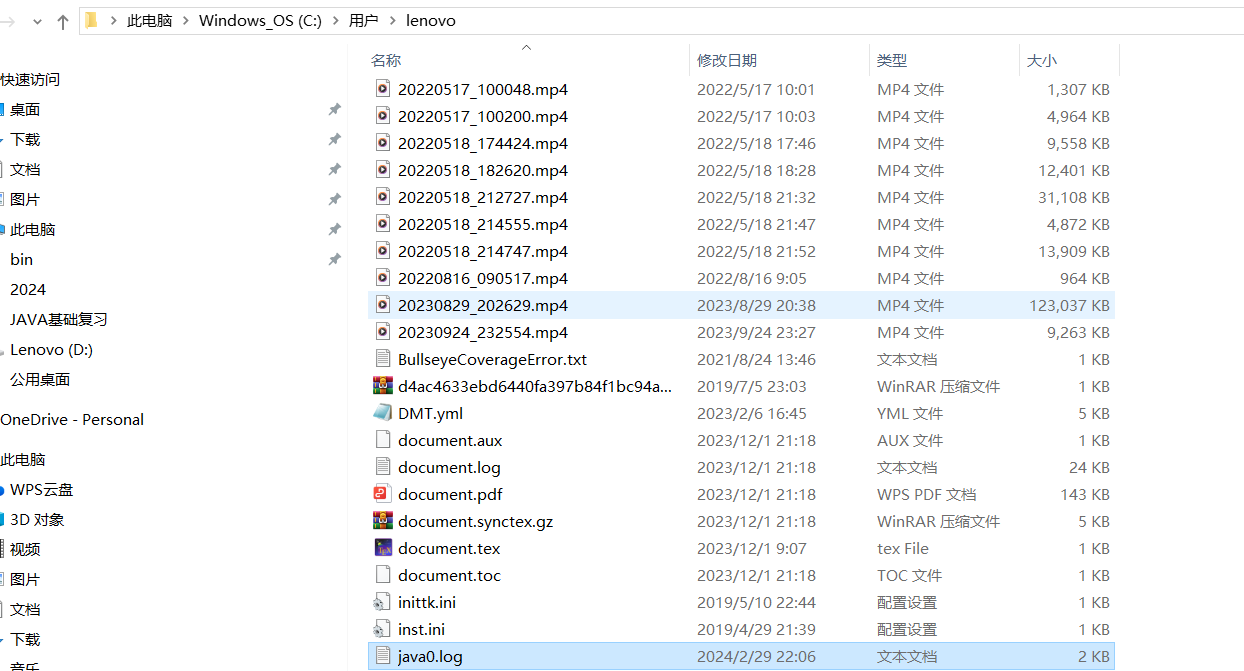 此电脑 > Windows_OS (C:) > 用户 > lenovo
名称 修改日期 类型 大小
快速访问
桌面
下载
文档
图片
此电脑
bin
2024
JAVA基础复习
Lenovo (D:)
公用桌面
OneDrive - Personal
此电脑
WPS云盘
3D 对象
视频
图片
文档
下载
音乐
20220517_100048.mp4 2022/5/17 10:01 MP4 文件 1,307 KB
20220517_100200.mp4 2022/5/17 10:03 MP4 文件 4,964 KB
20220518_174424.mp4 2022/5/18 17:46 MP4 文件 9,558 KB
20220518_182620.mp4 2022/5/18 18:28 MP4 文件 12,401 KB
20220518_212727.mp4 2022/5/18 21:32 MP4 文件 31,108 KB
20220518_214555.mp4 2022/5/18 21:47 MP4 文件 4,872 KB
20220518_214747.mp4 2022/5/18 21:52 MP4 文件 13,909 KB
20220816_090517.mp4 2022/8/16 9:05 MP4 文件 964 KB
20230829_202629.mp4 2023/8/29 20:38 MP4 文件 123,037 KB
20230924_232554.mp4 2023/9/24 23:27 MP4 文件 9,263 KB
BullseyeCoverageError.txt 2021/8/24 13:46 文本文档 1 KB
d4ac4633ebd6440fa397b84f1bc94a... 2019/7/5 23:03 WinRAR 压缩文件 1 KB
DMT.yml 2023/2/6 16:45 YML 文件 5 KB
document.aux 2023/12/1 21:18 AUX 文件 1 KB
document.log 2023/12/1 21:18 文本文档 24 KB
document.pdf 2023/12/1 21:18 WPS PDF 文档 143 KB
document.synctex.gz 2023/12/1 21:18 WinRAR 压缩文件 5 KB
document.tex 2023/12/1 9:07 tex File 1 KB
document.toc 2023/12/1 21:18 TOC 文件 1 KB
inittk.ini 2019/5/10 22:44 配置设置 1 KB
inst.ini 2019/4/29 21:39 配置设置 1 KB
java0.log 2024/2/29 22:06 文本文档 2 KB